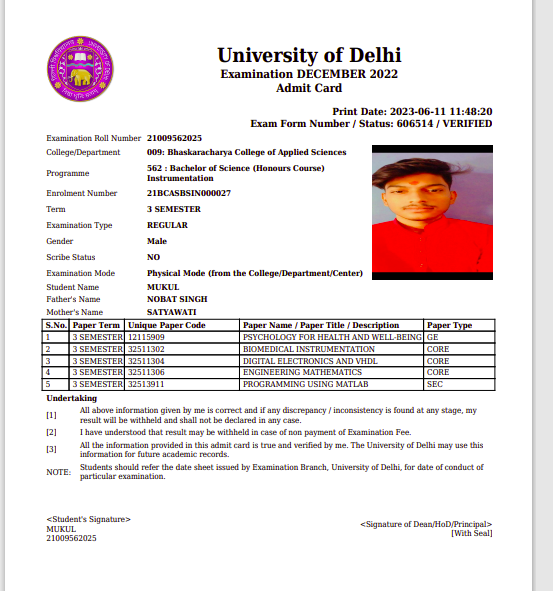 University of Delhi
Examination DECEMBER 2022
Admit Card
Print Date: 2023-06-11 11:48:20
Exam Form Number / Status: 606514 / VERIFIED
Examination Roll Number 21009562025
College/Department 009: Bhaskaracharya College of Applied Sciences
Programme 562 : Bachelor of Science (Honours Course)
Instrumentation
Enrolment Number 21BCASBSIN000027
Term 3 SEMESTER
Examination Type REGULAR
Gender Male
Scribe Status NO
Examination Mode Physical Mode (from the College/Department/Center)
Student Name MUKUL
Father's Name NOBAT SINGH
Mother's Name SATYAWATI
S.No. Paper Term Unique Paper Code Paper Name / Paper Title / Description Paper Type
1 3 SEMESTER 12115909 PSYCHOLOGY FOR HEALTH AND WELL-BEING GE
2 3 SEMESTER 32511302 BIOMEDICAL INSTRUMENTATION CORE
3 3 SEMESTER 32511304 DIGITAL ELECTRONICS AND VHDL CORE
4 3 SEMESTER 32511306 ENGINEERING MATHEMATICS CORE
5 3 SEMESTER 32513911 PROGRAMMING USING MATLAB SEC
Undertaking
[1] All above information given by me is correct and if any discrepancy / inconsistency is found at any stage, my
result will be withheld and shall not be declared in any case.
[2] I have understood that result may be withheld in case of non payment of Examination Fee.
[3] All the information provided in this admit card is true and verified by me. The University of Delhi may use this
information for future academic records.
NOTE: Students should refer the date sheet issued by Examination Branch, University of Delhi, for date of conduct of
particular examination.
<Student's Signature>
MUKUL
21009562025
<Signature of Dean/HoD/Principal>
[With Seal]